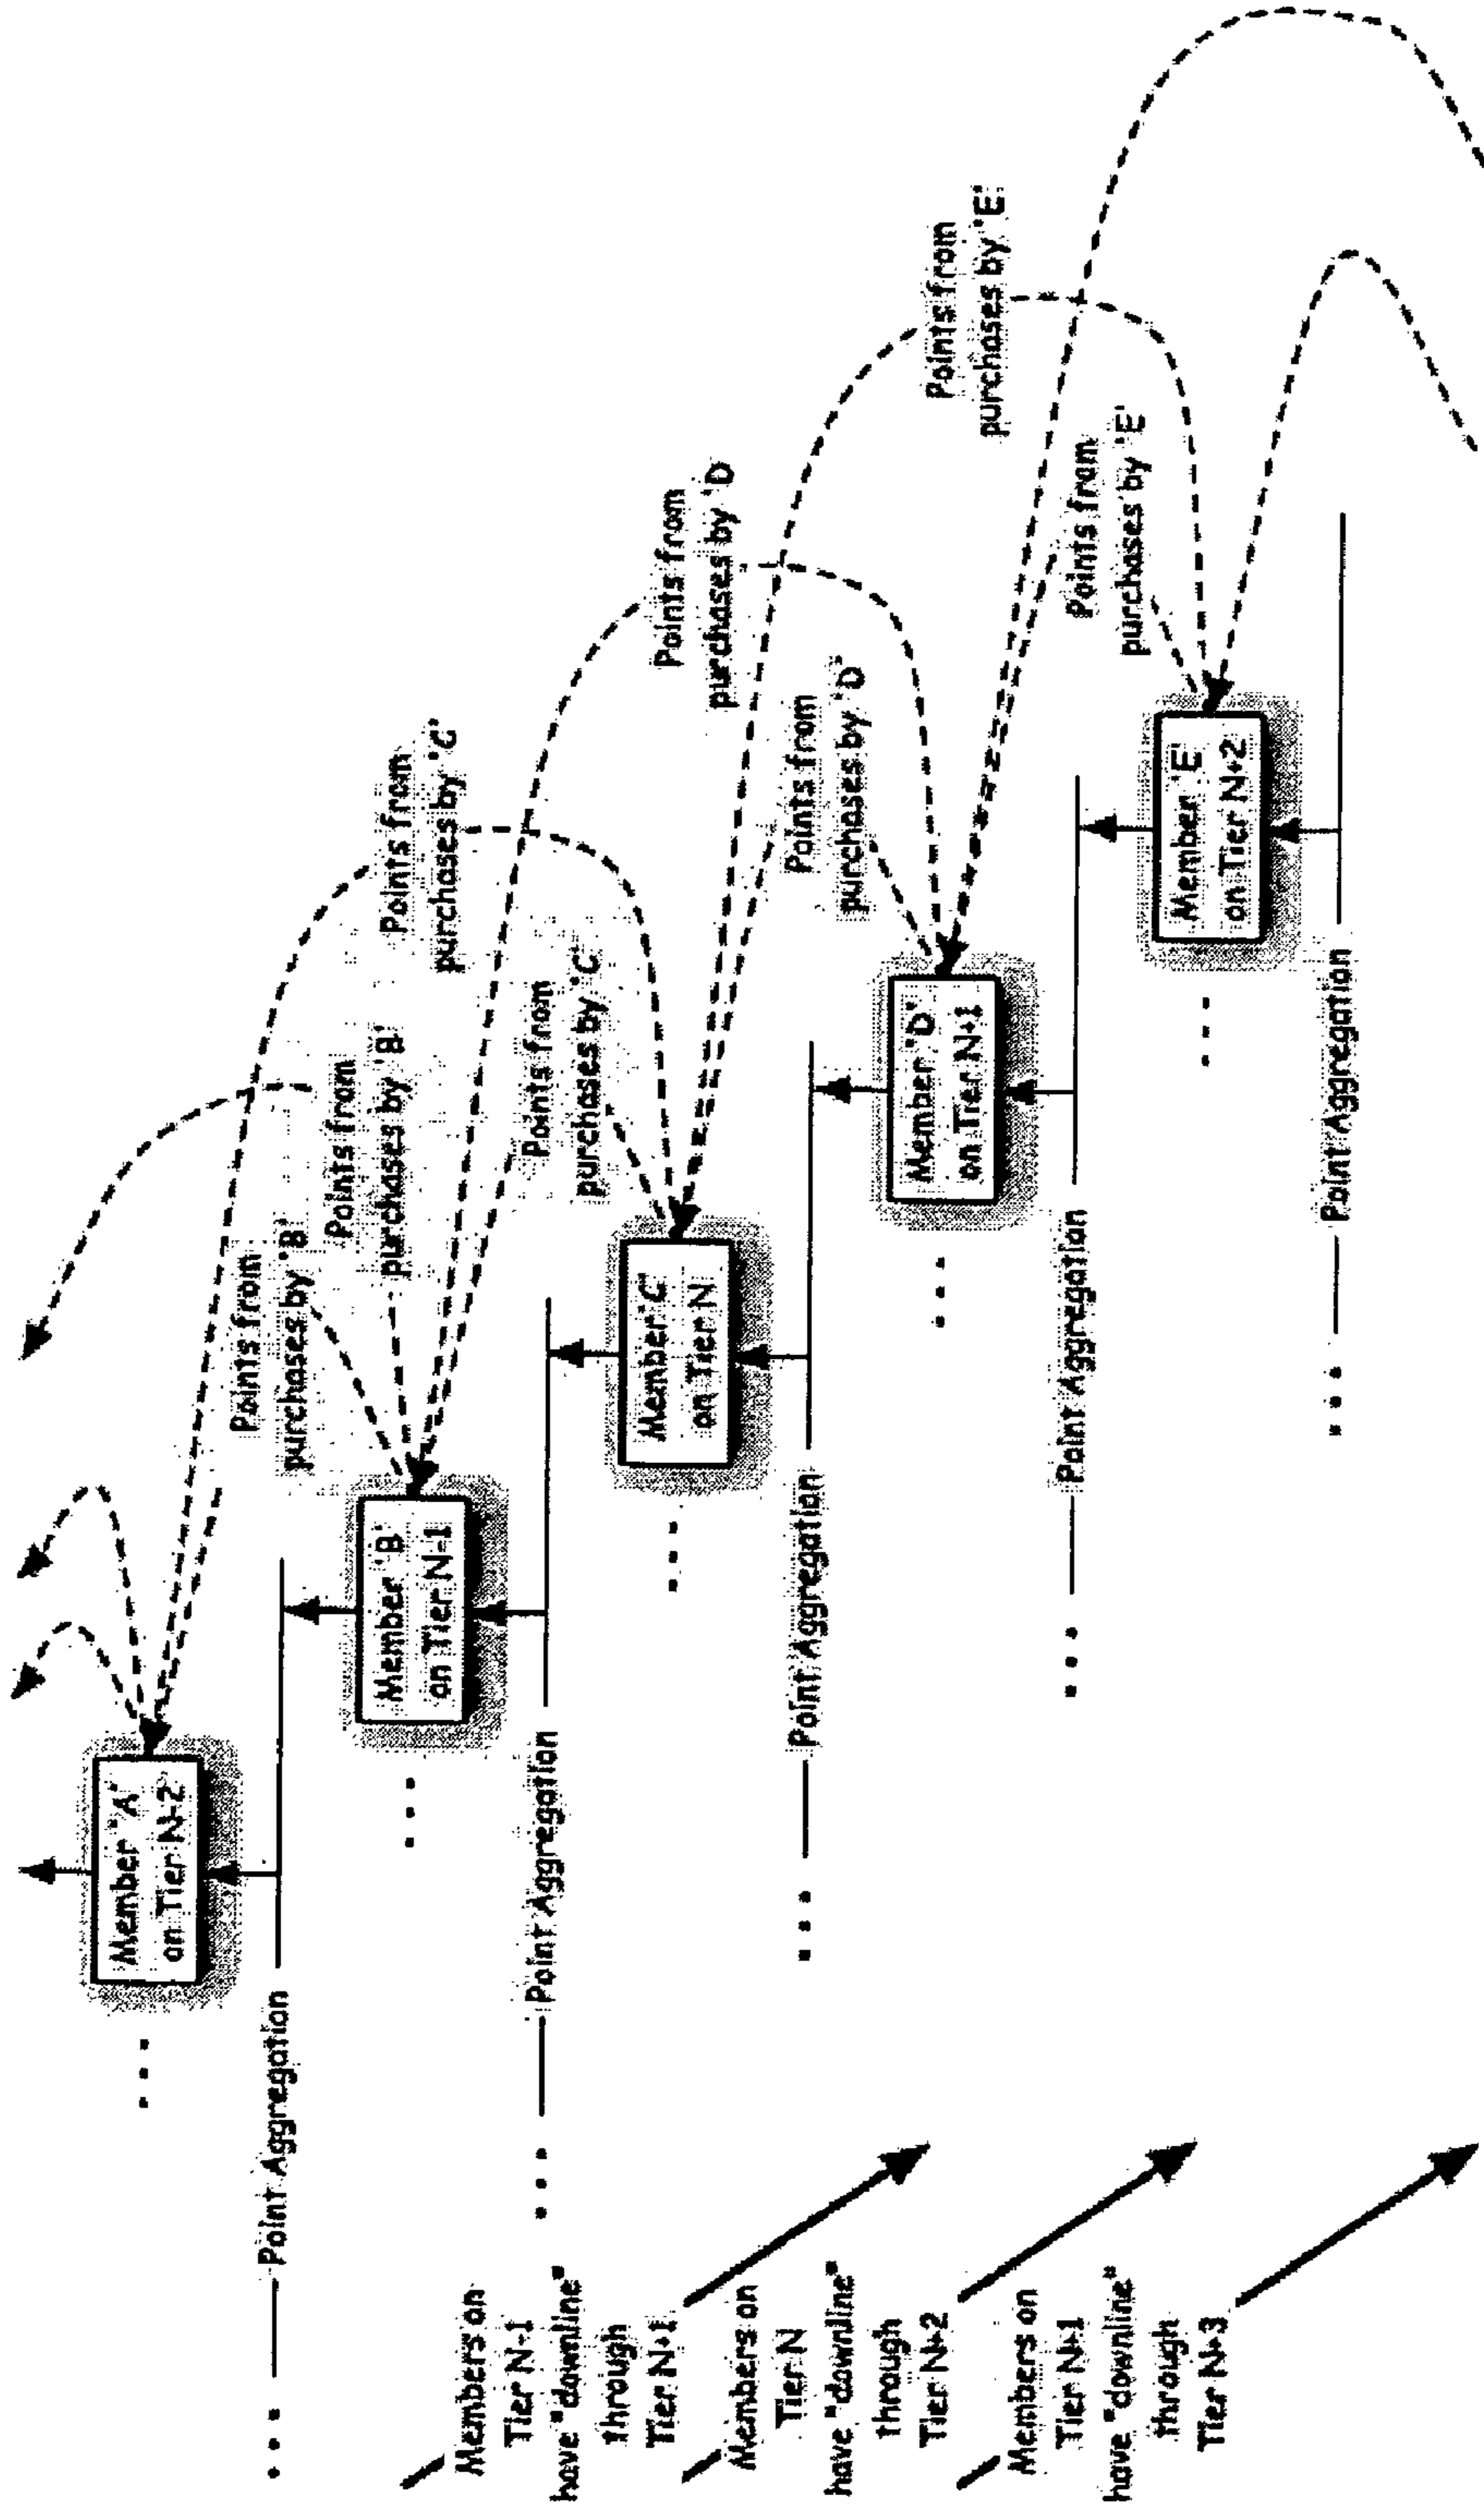 Member 'A'
on Tier N-2
Point Aggregation
Points from
purchases by 'B'
Points from
purchases by 'B'
Member 'B'
on Tier N-1
Point Aggregation
Points from
purchases by 'C'
Points from
purchases by 'C'
Member 'C'
on Tier N
Point Aggregation
Points from
purchases by 'D'
Points from
purchases by 'D'
Member 'D'
on Tier N+1
Point Aggregation
Points from
purchases by 'E'
Points from
purchases by 'E'
Member 'E'
on Tier N+2
Point Aggregation
Members on
Tier N-1
have "downline"
through
Tier N+1
Members on
Tier N
have "downline"
through
Tier N+2
Members on
Tier N+1
have "downline"
through
Tier N+3